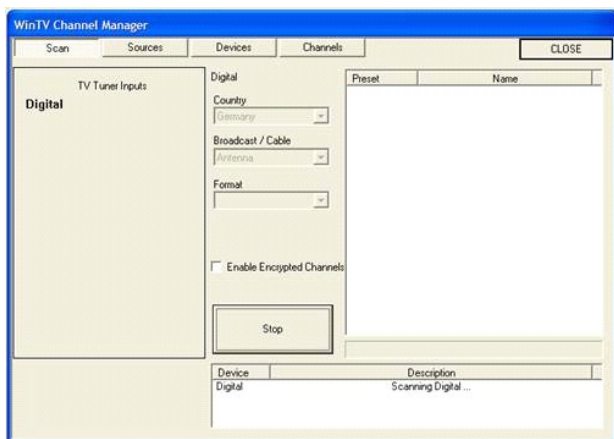 WinTV Channel Manager
Scan Sources Devices Channels CLOSE
TV Tuner Inputs
Digital
Digital
Country
Germany
Broadcast / Cable
Antenna
Format
Enable Encrypted Channels
Stop
Preset Name
Device Description
Digital Scanning Digital ...